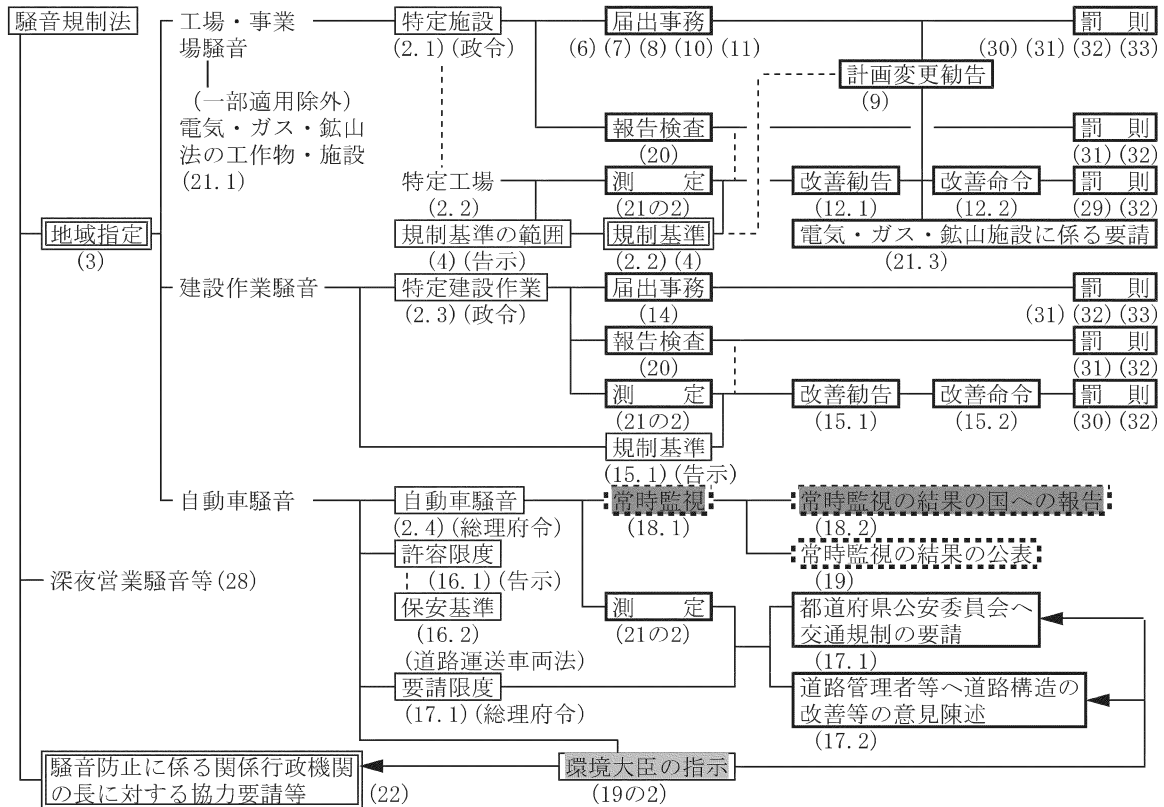 騒音規制法
工場・事業
場騒音
(一部適用除外)
電気・ガス・鉱山
法の工作物・施設
(21.1)
特定施設
(2.1)(政令)
届出事務
(6)(7)(8)(10)(11)
罰　則
(30)(31)(32)(33)
計画変更勧告
(9)
報告検査
(20)
罰　則
(31)(32)
特定工場
(2.2)
測　定
(21の2)
改善勧告
(12.1)
改善命令
(12.2)
罰　則
(29)(32)
地域指定
(3)
規制基準の範囲
(4)(告示)
規制基準
(2.2)(4)
電気・ガス・鉱山施設に係る要請
(21.3)
建設作業騒音
特定建設作業
(2.3)(政令)
届出事務
(14)
罰　則
(31)(32)(33)
報告検査
(20)
罰　則
(31)(32)
測　定
(21の2)
改善勧告
(15.1)
改善命令
(15.2)
罰　則
(30)(32)
規制基準
(15.1)(告示)
自動車騒音
自動車騒音
(2.4)(総理府令)
常時監視
(18.1)
常時監視の結果の国への報告
(18.2)
許容限度
(16.1)(告示)
常時監視の結果の公表
(19)
深夜営業騒音等(28)
保安基準
(16.2)
(道路運送車両法)
測　定
(21の2)
都道府県公安委員会へ
交通規制の要請
(17.1)
要請限度
(17.1)(総理府令)
道路管理者等へ道路構造の
改善等の意見陳述
(17.2)
騒音防止に係る関係行政機関
の長に対する協力要請等
(22)
環境大臣の指示
(19の2)